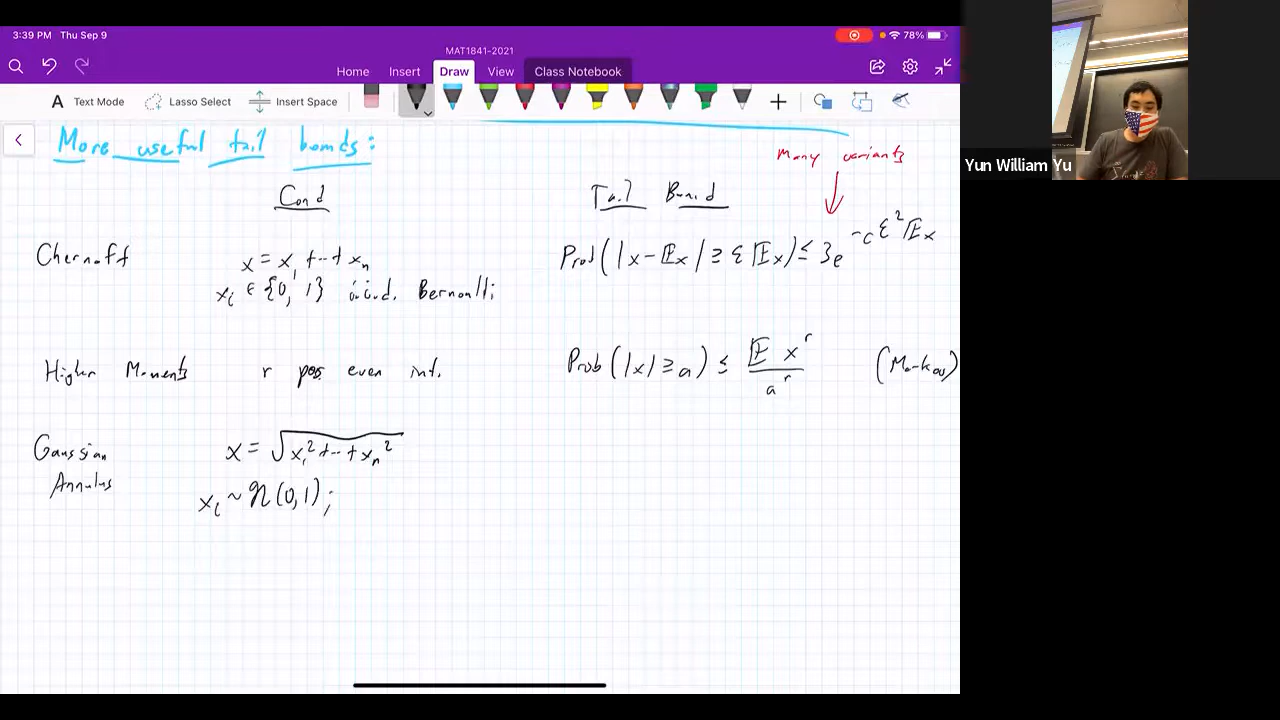 3:39 PM Thu Sep 9
78%
MAT1841-2021
Home Insert Draw View Class Notebook
Text Mode Lasso Select Insert Space
More useful tail bonds:
Many variants
Cond
Tail Bound
Chernoff x = x₁ + ··· + xₙ Prob(|x - 𝔼x| ≥ ε 𝔼x) ≤ 3e^{-c ε² 𝔼x}
xᵢ ∈ {0, 1} i.i.d. Bernoulli
Higher Moments r pos. even int. Prob(|x| ≥ a) ≤ 𝔼 x^r / a^r (Markov)
Gaussian Annulus x = √(x₁² + ··· + xₙ²)
xᵢ ~ N(0,1);
Yun William Yu